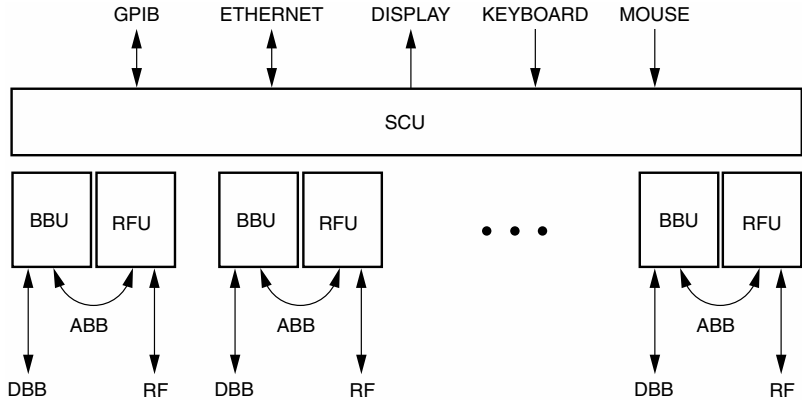 GPIB ETHERNET DISPLAY KEYBOARD MOUSE
SCU
BBU RFU BBU RFU BBU RFU
ABB ABB ABB
DBB RF DBB RF DBB RF